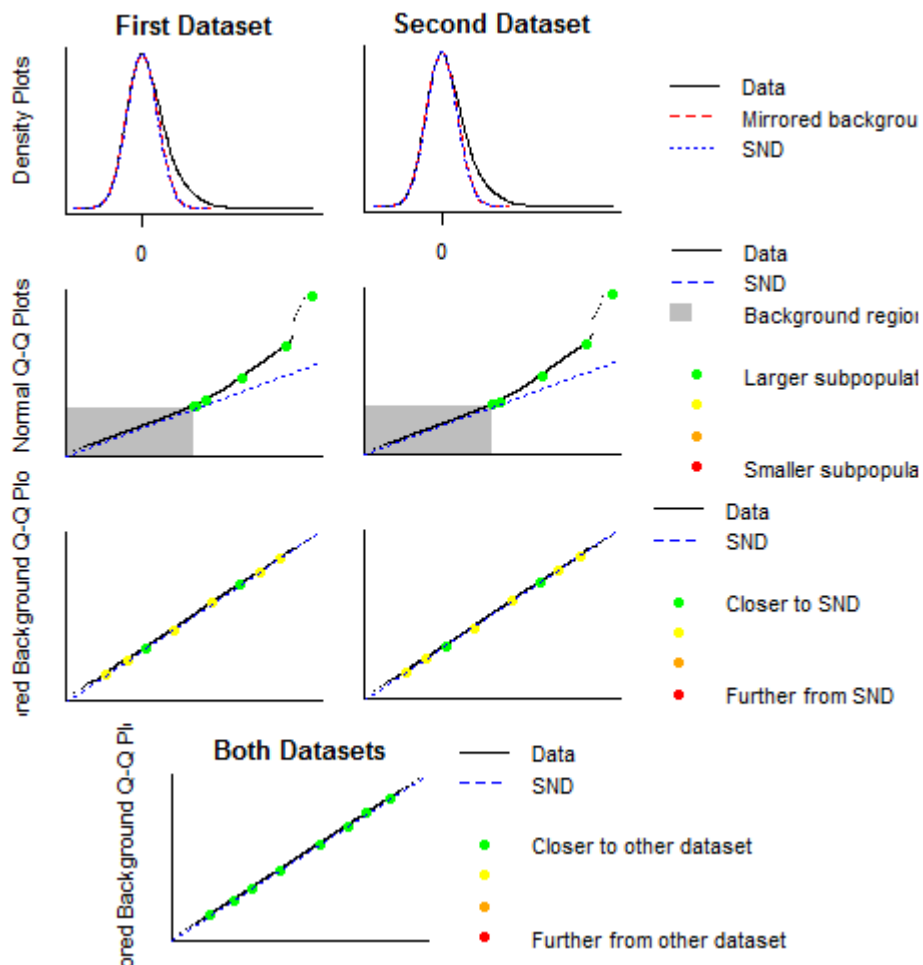 First Dataset
Second Dataset
Density Plots
Data
Mirrored backgrou
SND
0
0
Normal Q-Q Plots
Data
SND
Background region
Larger subpopulat
Smaller subpopula
red Background Q-Q Plo
Data
SND
Closer to SND
Further from SND
Both Datasets
ored Background Q-Q Pl
Data
SND
Closer to other dataset
Further from other dataset